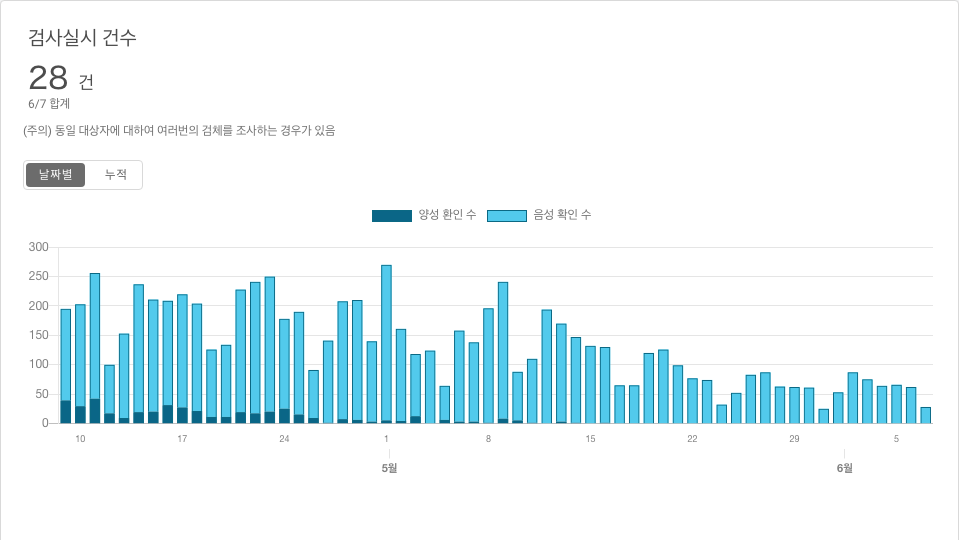 검사실시 건수
28 건
6/7 합계
(주의) 동일 대상자에 대하여 여러번의 검체를 조사하는 경우가 있음
날짜별 누적
양성 환인 수 음성 확인 수
300
250
200
150
100
50
0
10 17 24 1 8 15 22 29 5
5월 6월